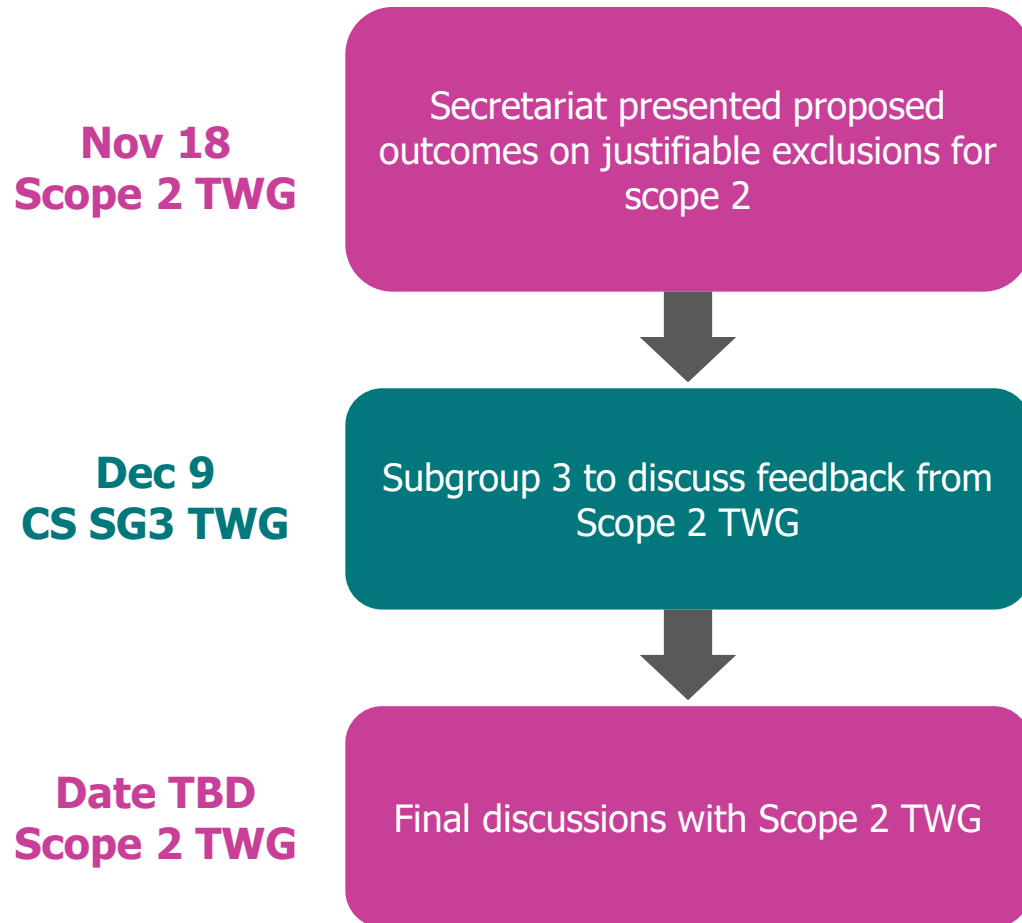 Nov 18
Scope 2 TWG
Secretariat presented proposed
outcomes on justifiable exclusions for
scope 2
Dec 9
CS SG3 TWG
Subgroup 3 to discuss feedback from
Scope 2 TWG
Date TBD
Scope 2 TWG
Final discussions with Scope 2 TWG